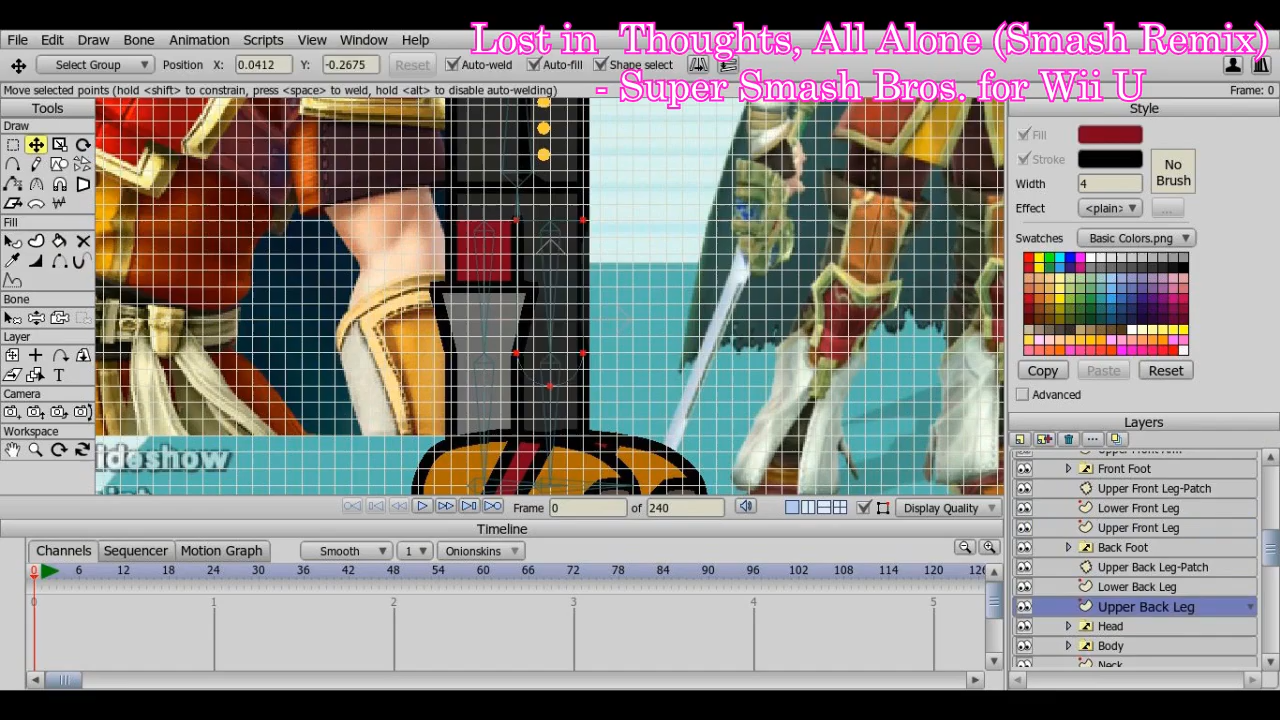 Lost in Thoughts, All Alone (Smash Remix)
- Super Smash Bros. for Wii U
File Edit Draw Bone Animation Scripts View Window Help
Select Group Position X: 0.0412 Y: -0.2675 Reset Auto-weld Auto-fill Shape select
Move selected points (hold <shift> to constrain, press <space> to weld, hold <alt> to disable auto-welding) Frame: 0
Tools
Draw
Fill
Bone
Layer
Camera
Workspace
Style
Fill
Stroke
No Brush
Width 4
Effect <plain> ...
Swatches Basic Colors.png
Copy Paste Reset
Advanced
Layers
Front Foot
Upper Front Leg-Patch
Lower Front Leg
Upper Front Leg
Back Foot
Upper Back Leg-Patch
Lower Back Leg
Upper Back Leg
Head
Body
Neck
ideshow
Frame 0 of 240 Display Quality
Timeline
Channels Sequencer Motion Graph Smooth 1 Onionskins
0 6 12 18 24 30 36 42 48 54 60 66 72 78 84 90 96 102 108 114 120 126
0 1 2 3 4 5